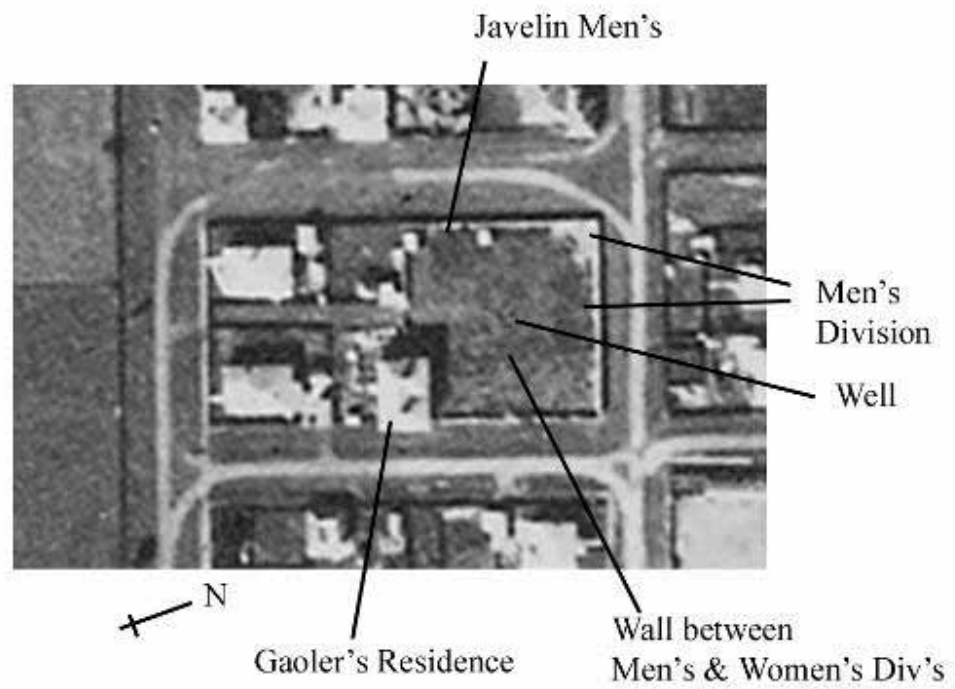 Javelin Men's
Men's
Division
Well
N
Wall between
Men's & Women's Div's
Gaoler's Residence